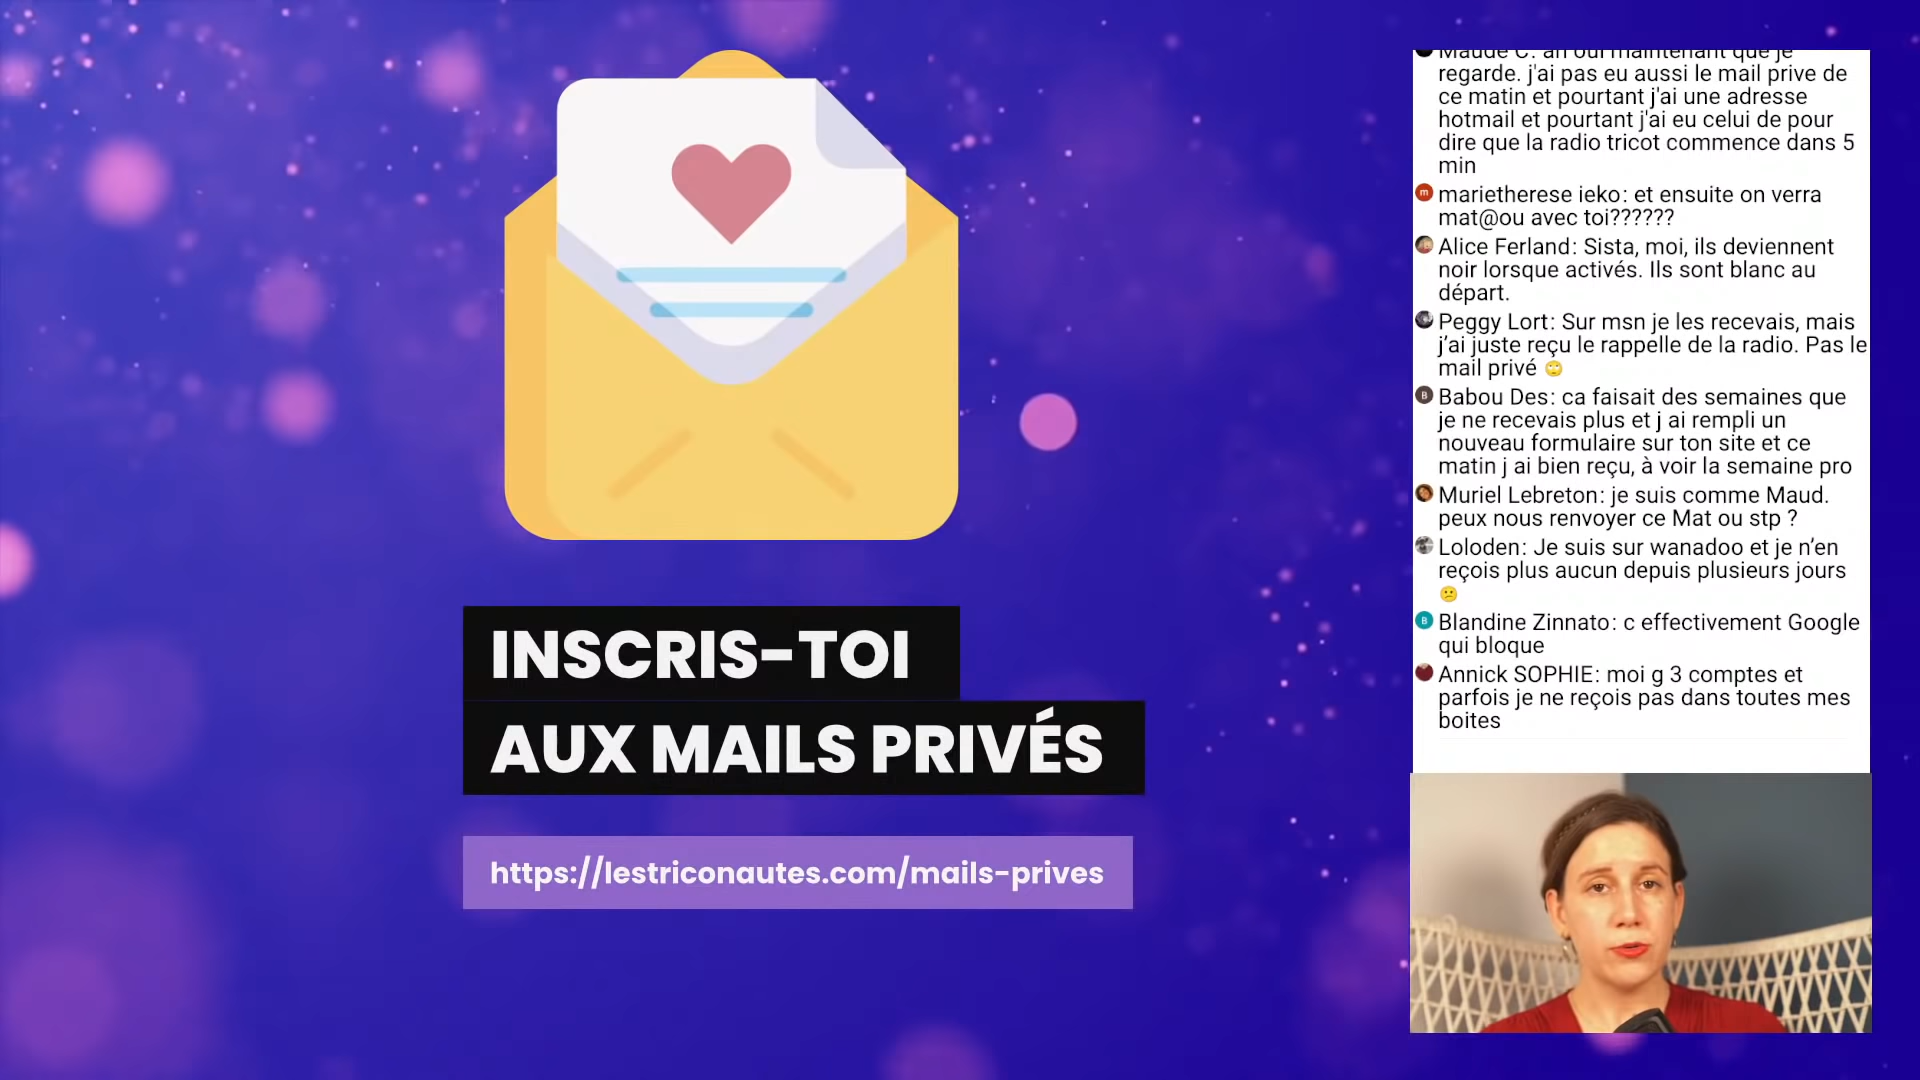 INSCRIS-TOI
AUX MAILS PRIVÉS
https://lestriconautes.com/mails-prives
Maude C: ah oui maintenant que je
regarde. j'ai pas eu aussi le mail prive de
ce matin et pourtant j'ai une adresse
hotmail et pourtant j'ai eu celui de pour
dire que la radio tricot commence dans 5
min
m
marietherese ieko: et ensuite on verra
mat@ou avec toi??????
Alice Ferland: Sista, moi, ils deviennent
noir lorsque activés. Ils sont blanc au
départ.
Peggy Lort: Sur msn je les recevais, mais
j’ai juste reçu le rappelle de la radio. Pas le
mail privé 🙄
B
Babou Des: ca faisait des semaines que
je ne recevais plus et j ai rempli un
nouveau formulaire sur ton site et ce
matin j ai bien reçu, à voir la semaine pro
Muriel Lebreton: je suis comme Maud.
peux nous renvoyer ce Mat ou stp ?
Loloden: Je suis sur wanadoo et je n’en
reçois plus aucun depuis plusieurs jours
😕
B
Blandine Zinnato: c effectivement Google
qui bloque
Annick SOPHIE: moi g 3 comptes et
parfois je ne reçois pas dans toutes mes
boites